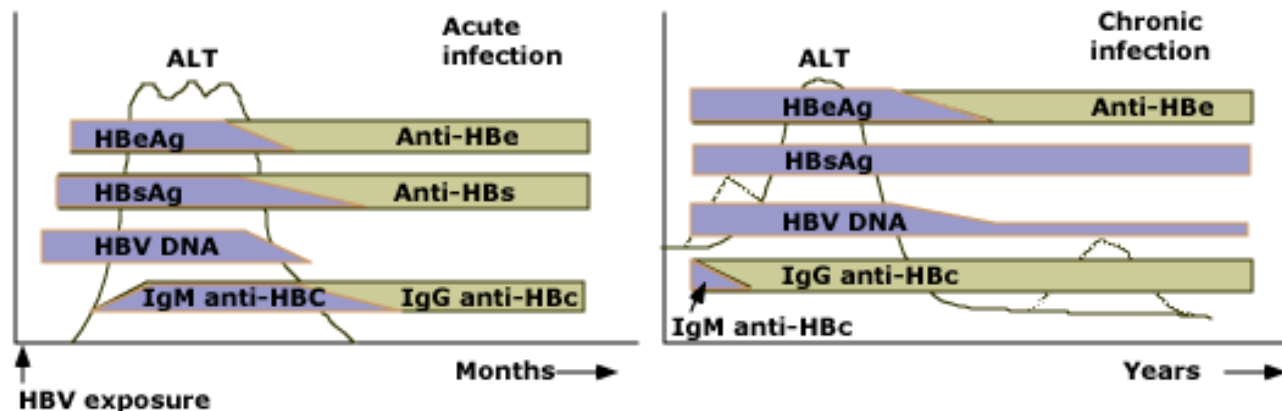 Acute
infection
ALT
HBeAg
Anti-HBe
HBsAg
Anti-HBs
HBV DNA
IgM anti-HBC
IgG anti-HBc
Months
HBV exposure
Chronic
infection
ALT
HBeAg
Anti-HBe
HBsAg
HBV DNA
IgG anti-HBc
IgM anti-HBc
Years